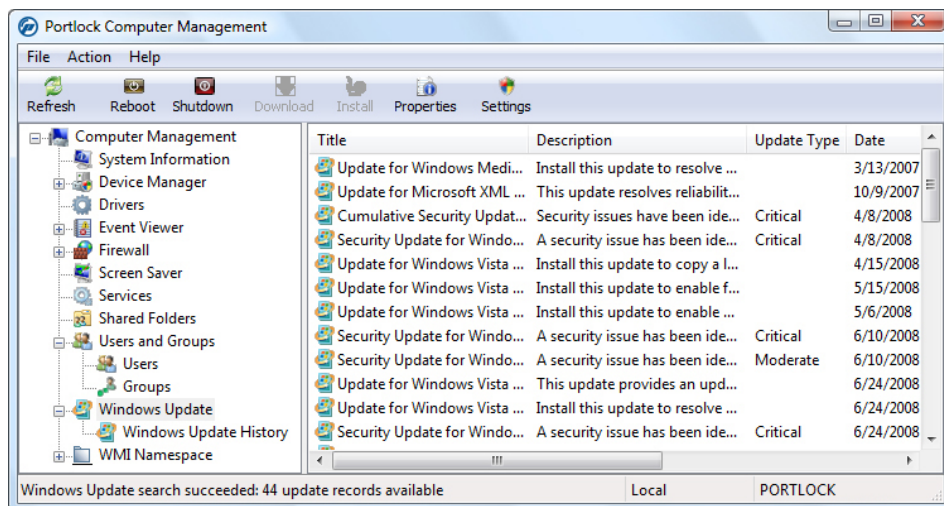 Portlock Computer Management
File Action Help
Refresh Reboot Shutdown Download Install Properties Settings
Computer Management
System Information
Device Manager
Drivers
Event Viewer
Firewall
Screen Saver
Services
Shared Folders
Users and Groups
Users
Groups
Windows Update
Windows Update History
WMI Namespace
Title Description Update Type Date
Update for Windows Medi... Install this update to resolve ... 3/13/2007
Update for Microsoft XML ... This update resolves reliabilit... 10/9/2007
Cumulative Security Updat... Security issues have been ide... Critical 4/8/2008
Security Update for Windo... A security issue has been ide... Critical 4/8/2008
Update for Windows Vista ... Install this update to copy a l... 4/15/2008
Update for Windows Vista ... Install this update to enable f... 5/15/2008
Update for Windows Vista ... Install this update to enable ... 5/6/2008
Security Update for Windo... A security issue has been ide... Critical 6/10/2008
Security Update for Windo... A security issue has been ide... Moderate 6/10/2008
Update for Windows Vista ... This update provides an upd... 6/24/2008
Update for Windows Vista ... Install this update to resolve ... 6/24/2008
Security Update for Windo... A security issue has been ide... Critical 6/24/2008
Windows Update search succeeded: 44 update records available Local PORTLOCK